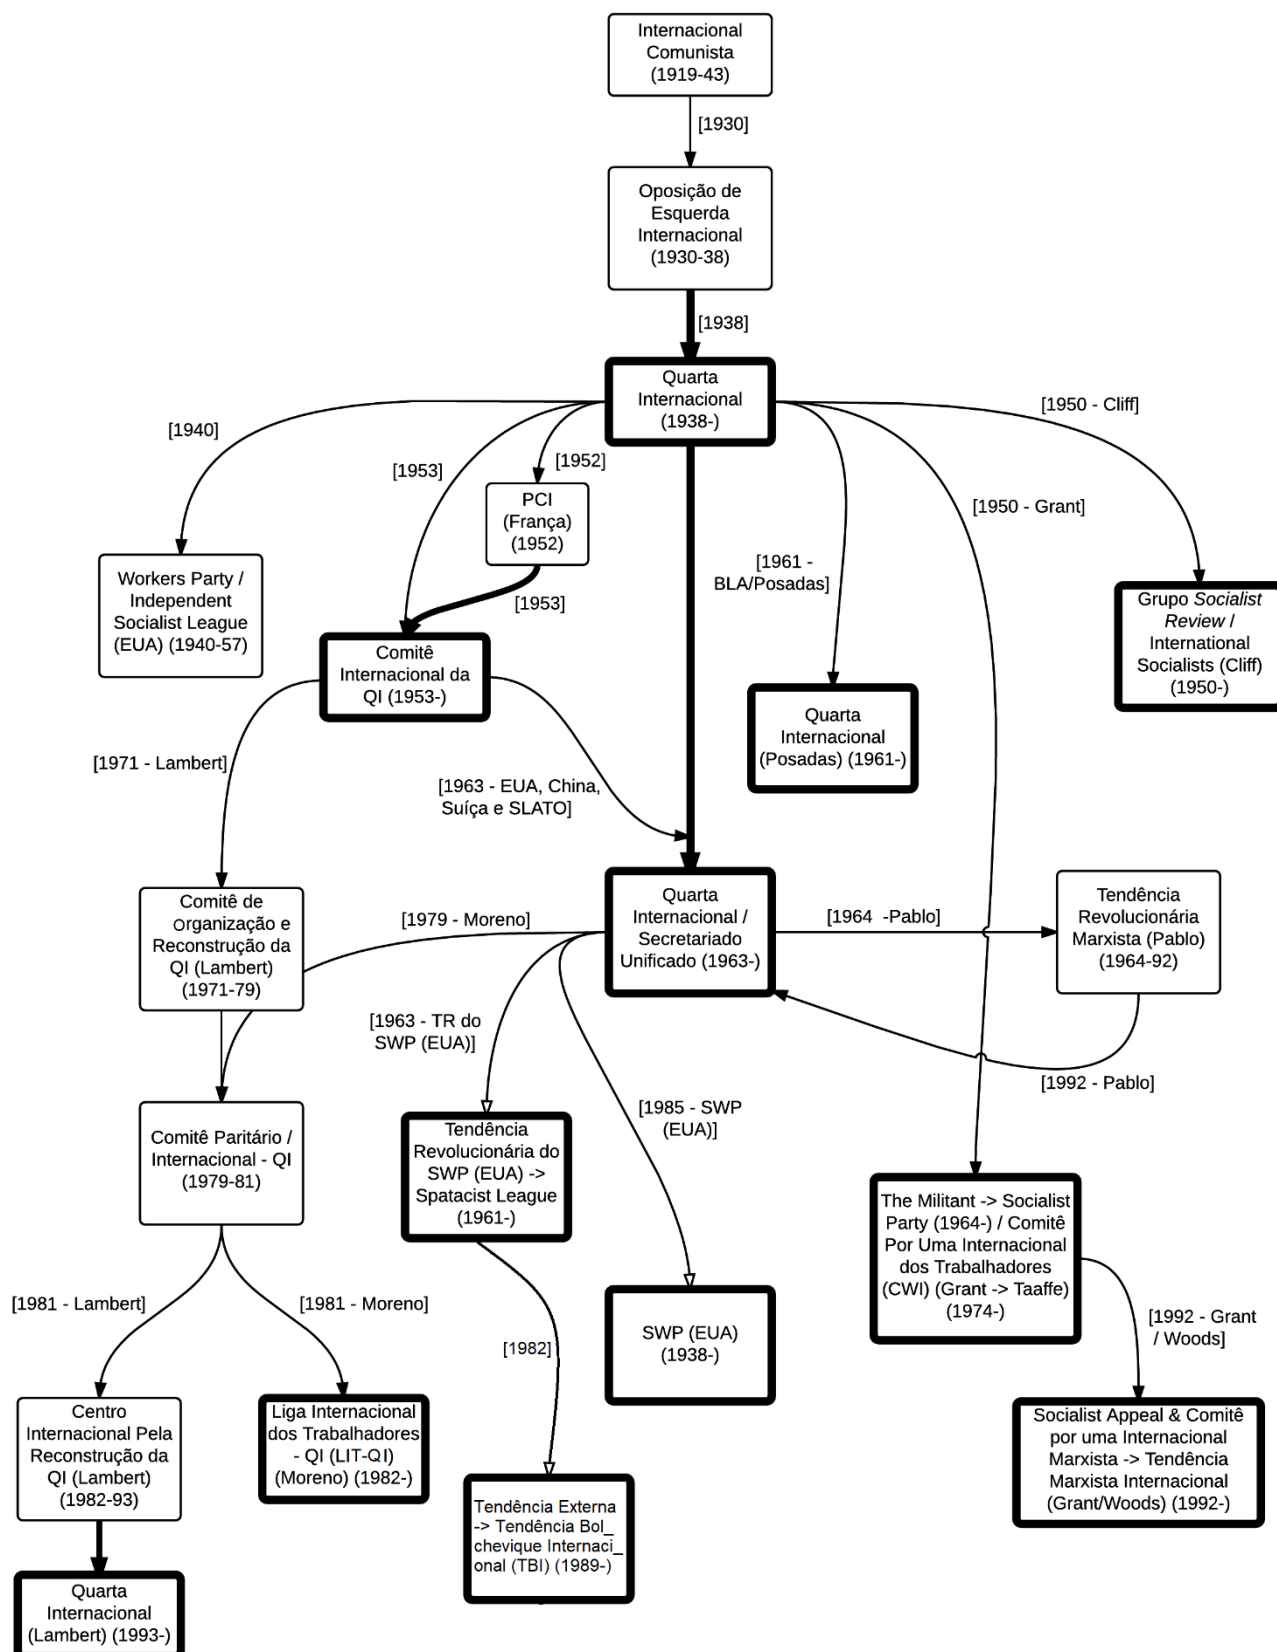 Internacional
Comunista
(1919-43)
[1930]
Oposição de
Esquerda
Internacional
(1930-38)
[1938]
Quarta
Internacional
(1938-)
[1940]
[1953]
[1952]
[1950 - Cliff]
[1950 - Grant]
PCI
(França)
(1952)
[1953]
[1961 -
BLA/Posadas]
Workers Party /
Independent
Socialist League
(EUA) (1940-57)
Grupo Socialist
Review /
International
Socialists (Cliff)
(1950-)
Comitê
Internacional da
QI (1953-)
Quarta
Internacional
(Posadas) (1961-)
[1971 - Lambert]
[1963 - EUA, China,
Suíça e SLATO]
Comitê de
Organização e
Reconstrução da
QI (Lambert)
(1971-79)
[1979 - Moreno]
Quarta
Internacional /
Secretariado
Unificado (1963-)
[1964 -Pablo]
Tendência
Revolucionária
Marxista (Pablo)
(1964-92)
[1963 - TR do
SWP (EUA)]
[1992 - Pablo]
[1985 - SWP
(EUA)]
Comitê Paritário /
Internacional - QI
(1979-81)
Tendência
Revolucionária do
SWP (EUA) ->
Spatacist League
(1961-)
The Militant -> Socialist
Party (1964-) / Comitê
Por Uma Internacional
dos Trabalhadores
(CWI) (Grant -> Taaffe)
(1974-)
[1981 - Lambert]
[1981 - Moreno]
[1982]
SWP (EUA)
(1938-)
[1992 - Grant
/ Woods]
Centro
Internacional Pela
Reconstrução da
QI (Lambert)
(1982-93)
Liga Internacional
dos Trabalhadores
- QI (LIT-QI)
(Moreno) (1982-)
Socialist Appeal & Comitê
por uma Internacional
Marxista -> Tendência
Marxista Internacional
(Grant/Woods) (1992-)
Tendência Externa
-> Tendência Bol_
chevique Internaci_
onal (TBI) (1989-)
Quarta
Internacional
(Lambert) (1993-)